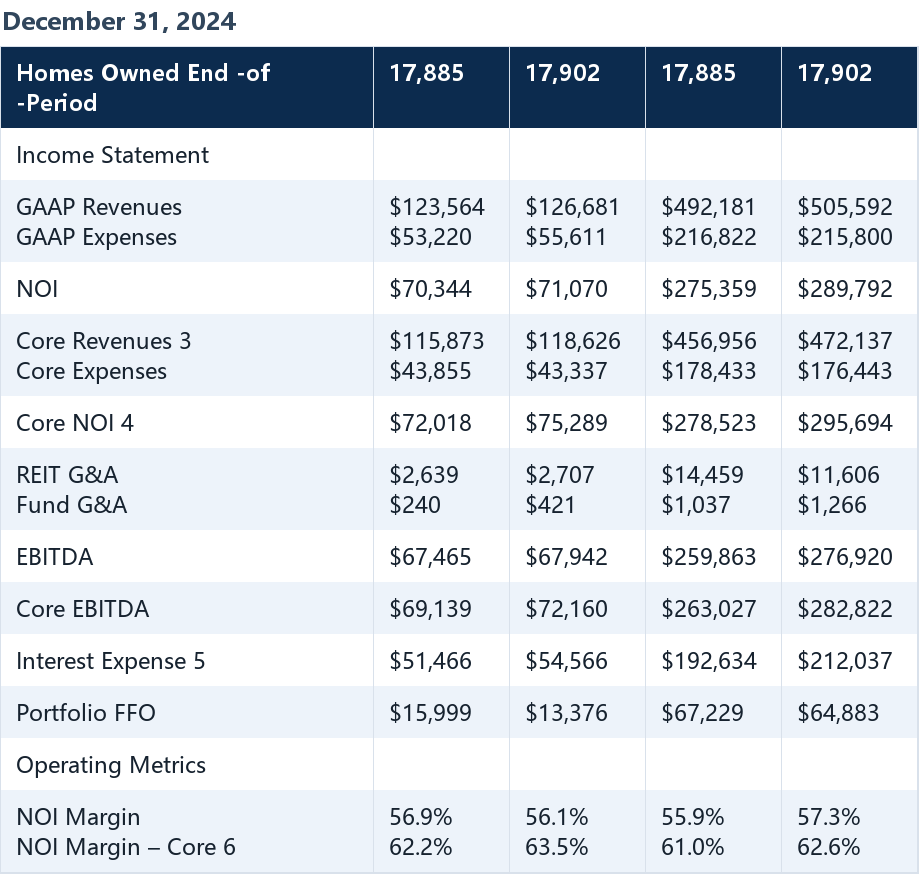 December 31, 2024
Homes Owned End -of
-Period 17,885 17,902 17,885 17,902
Income Statement
GAAP Revenues $123,564 $126,681 $492,181 $505,592
GAAP Expenses $53,220 $55,611 $216,822 $215,800
NOI $70,344 $71,070 $275,359 $289,792
Core Revenues 3 $115,873 $118,626 $456,956 $472,137
Core Expenses $43,855 $43,337 $178,433 $176,443
Core NOI 4 $72,018 $75,289 $278,523 $295,694
REIT G&A $2,639 $2,707 $14,459 $11,606
Fund G&A $240 $421 $1,037 $1,266
EBITDA $67,465 $67,942 $259,863 $276,920
Core EBITDA $69,139 $72,160 $263,027 $282,822
Interest Expense 5 $51,466 $54,566 $192,634 $212,037
Portfolio FFO $15,999 $13,376 $67,229 $64,883
Operating Metrics
NOI Margin 56.9% 56.1% 55.9% 57.3%
NOI Margin – Core 6 62.2% 63.5% 61.0% 62.6%